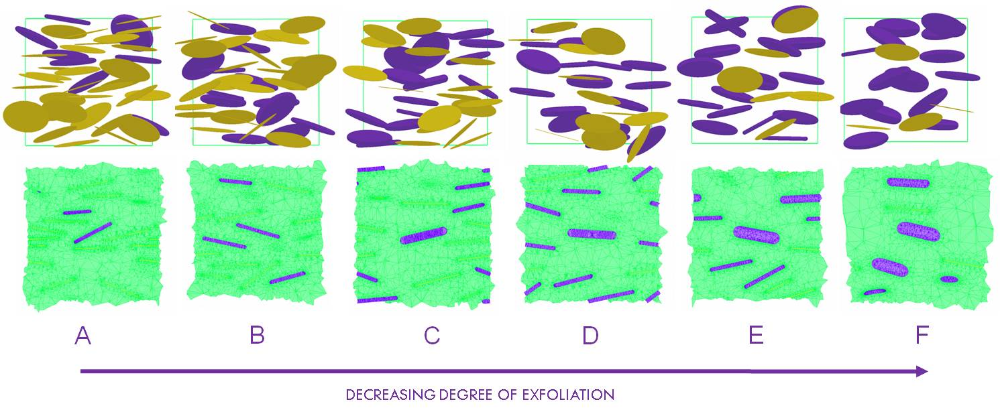 A B C D E F
DECREASING DEGREE OF EXFOLIATION